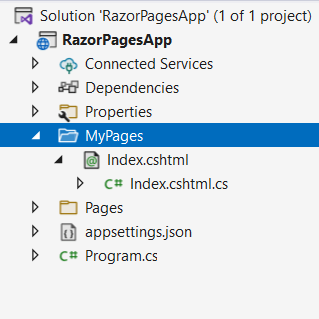 Solution 'RazorPagesApp' (1 of 1 project)
RazorPagesApp
Connected Services
Dependencies
Properties
MyPages
Index.cshtml
C# Index.cshtml.cs
Pages
appsettings.json
C# Program.cs